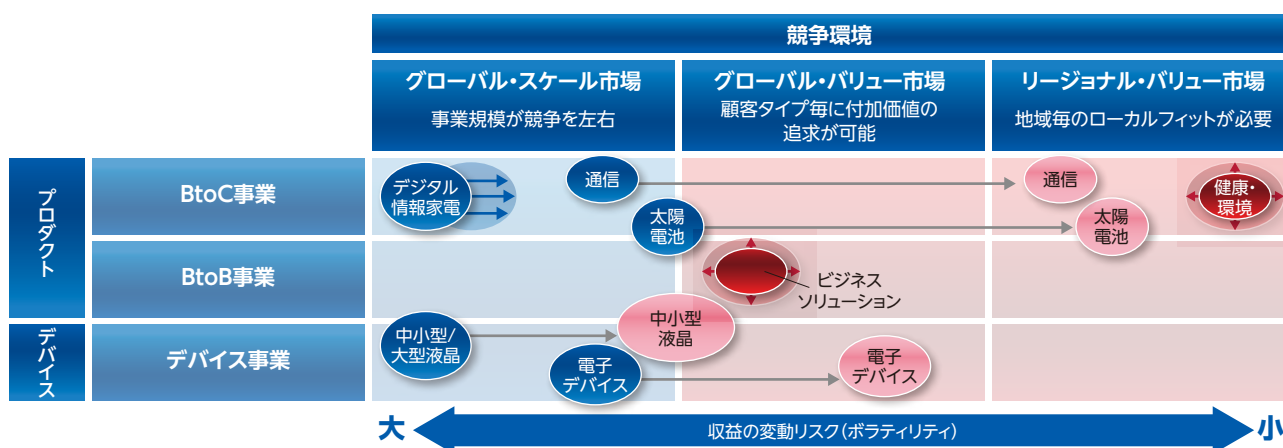 競争環境
グローバル・スケール市場
事業規模が競争を左右
グローバル・バリュー市場
顧客タイプ毎に付加価値の
追求が可能
リージョナル・バリュー市場
地域毎のローカルフィットが必要
プロダクト
BtoC事業
デジタル
情報家電
通信
太陽
電池
通信
太陽
電池
健康・
環境
BtoB事業
ビジネス
ソリューション
デバイス
デバイス事業
中小型/
大型液晶
中小型
液晶
電子
デバイス
電子
デバイス
大
収益の変動リスク(ボラティリティ)
小